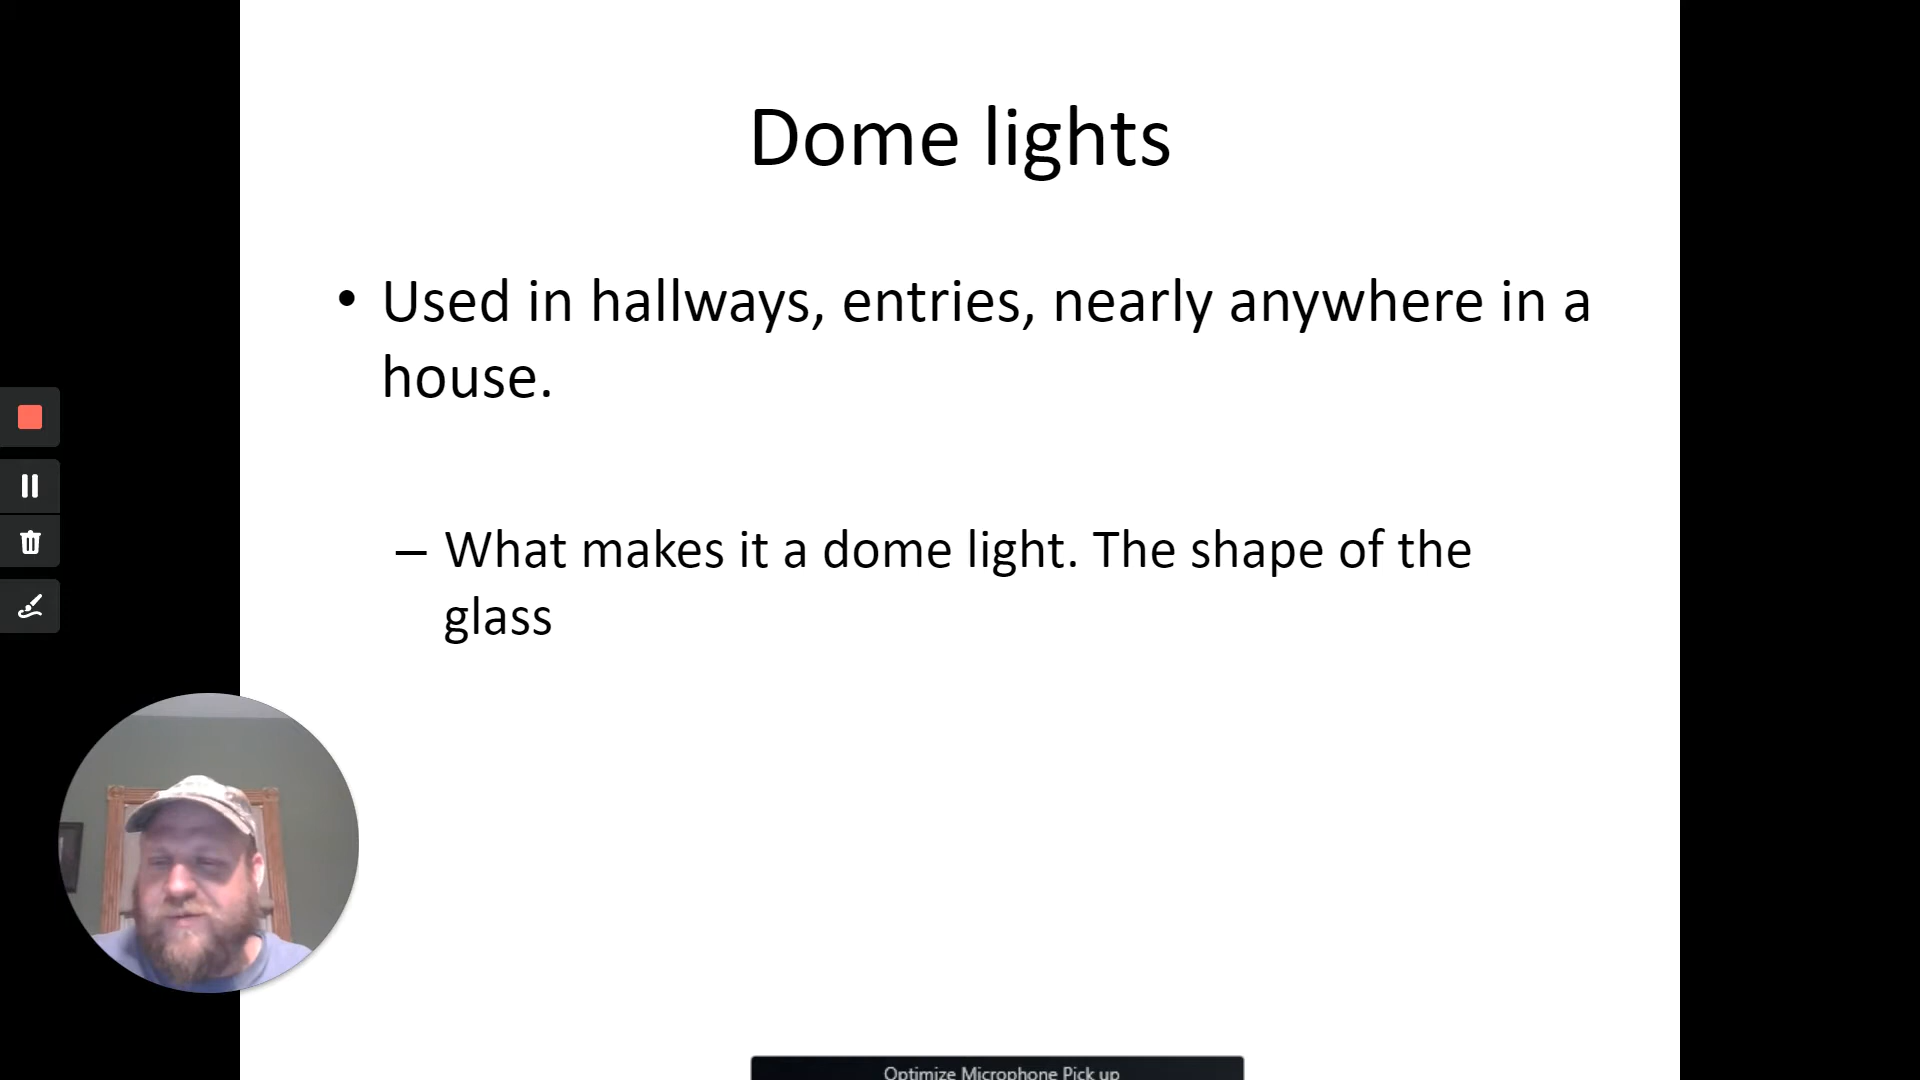 Dome lights
• Used in hallways, entries, nearly anywhere in a
house.
– What makes it a dome light. The shape of the
glass
Optimize Microphone Pick up